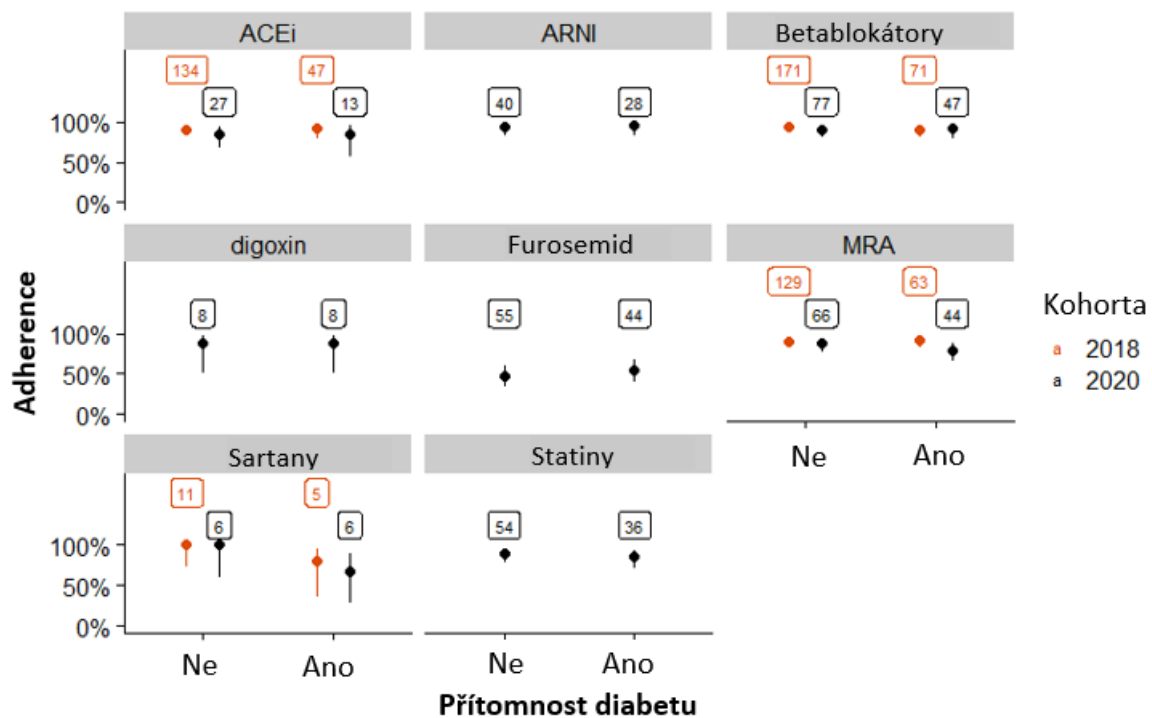 ACEi ARNI Betablokátory
134 47 171 71
27 13 40 28 77 47
100%
50%
0%
digoxin Furosemid MRA
129 63
8 8 55 44 66 44
100%
50%
0%
Adherence
Kohorta
a 2018
a 2020
Sartany Statiny Ne Ano
11 5
6 6 54 36
100%
50%
0%
Ne Ano Ne Ano
Přítomnost diabetu